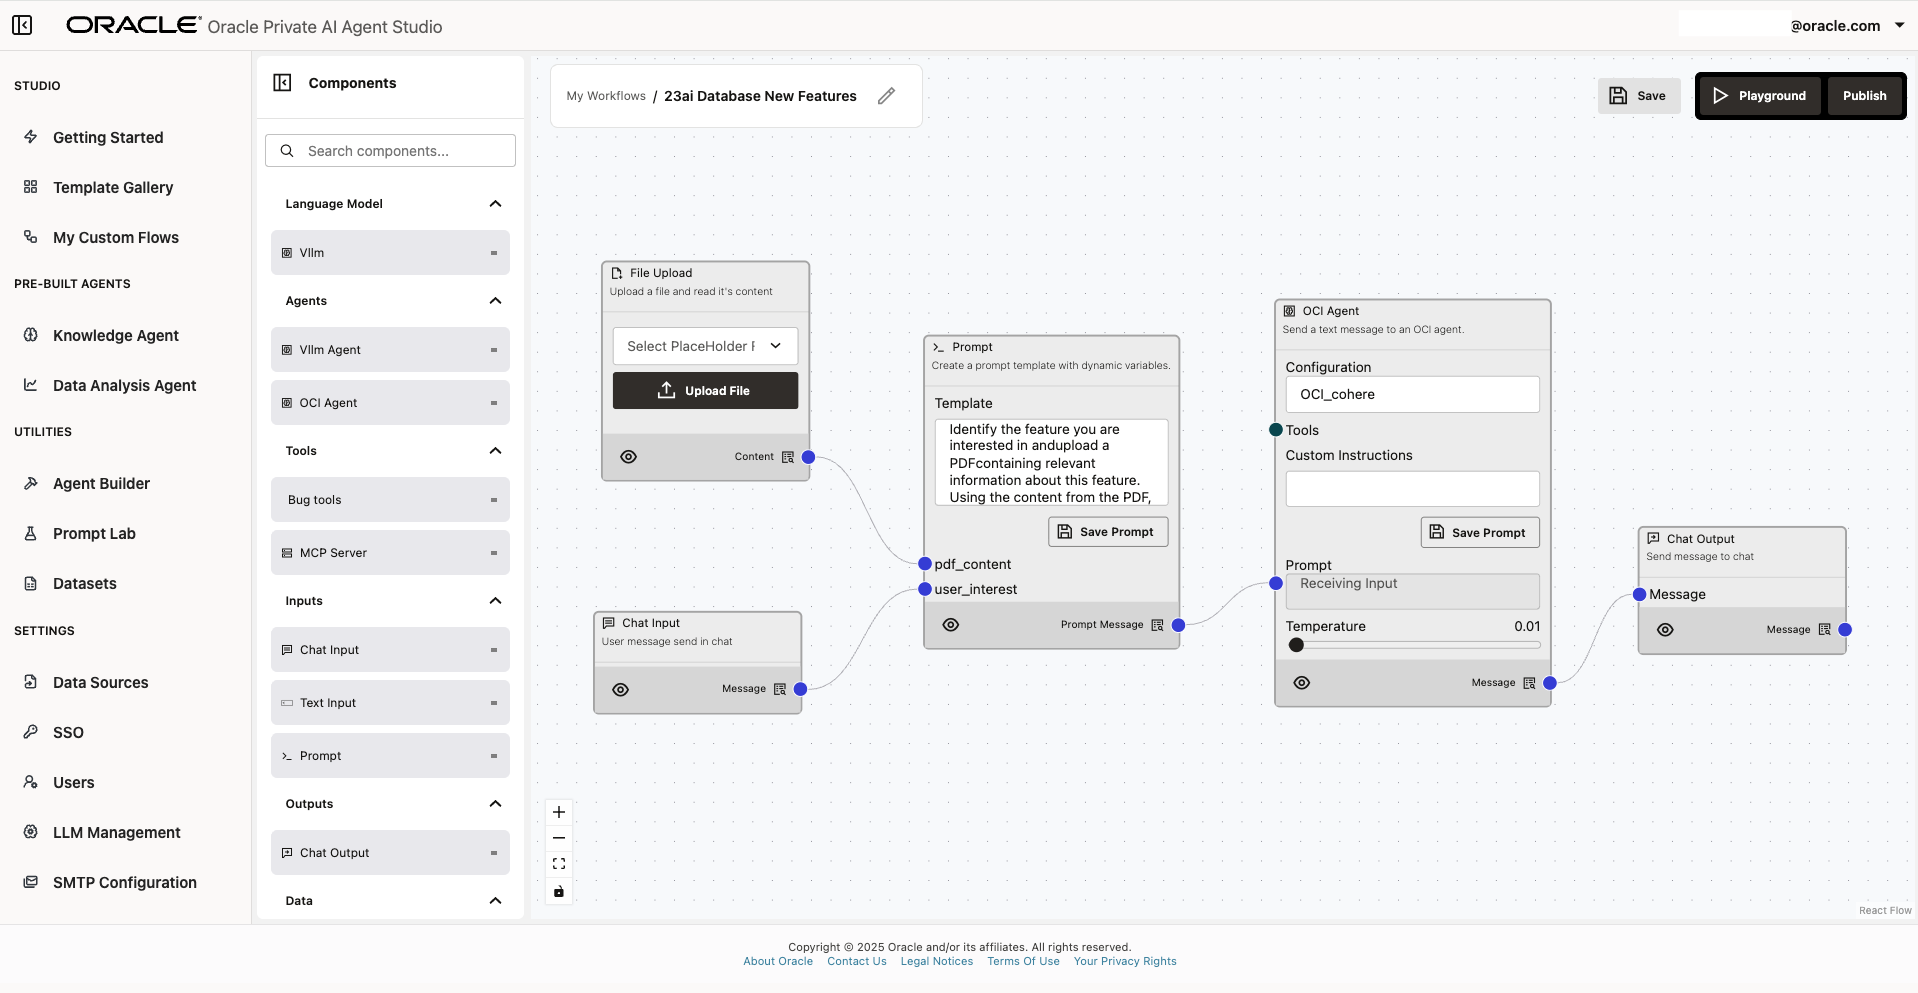 ORACLE® Oracle Private AI Agent Studio
@oracle.com
STUDIO
Getting Started
Template Gallery
My Custom Flows
PRE-BUILT AGENTS
Knowledge Agent
Data Analysis Agent
UTILITIES
Agent Builder
Prompt Lab
Datasets
SETTINGS
Data Sources
SSO
Users
LLM Management
SMTP Configuration
Components
Search components...
Language Model
Vllm
Agents
Vllm Agent
OCI Agent
Tools
Bug tools
MCP Server
Inputs
Chat Input
Text Input
Prompt
Outputs
Chat Output
Data
My Workflows / 23ai Database New Features
Save
Playground
Publish
File Upload
Upload a file and read it's content
Select PlaceHolder F
Upload File
Content
Chat Input
User message send in chat
Message
Prompt
Create a prompt template with dynamic variables.
Template
Identify the feature you are
interested in andupload a
PDFcontaining relevant
information about this feature.
Using the content from the PDF,
Save Prompt
pdf_content
user_interest
Prompt Message
OCI Agent
Send a text message to an OCI agent.
Configuration
OCI_cohere
Tools
Custom Instructions
Save Prompt
Prompt
Receiving Input
Temperature 0.01
Message
Chat Output
Send message to chat
Message
Message
React Flow
Copyright © 2025 Oracle and/or its affiliates. All rights reserved.
About Oracle Contact Us Legal Notices Terms Of Use Your Privacy Rights